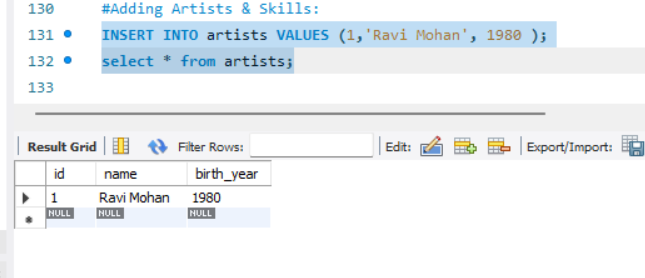 130 #Adding Artists & Skills:
131 INSERT INTO artists VALUES (1,'Ravi Mohan', 1980 );
132 select * from artists;
133
Result Grid Filter Rows: Edit: Export/Import:
id name birth_year
1 Ravi Mohan 1980
NULL NULL NULL